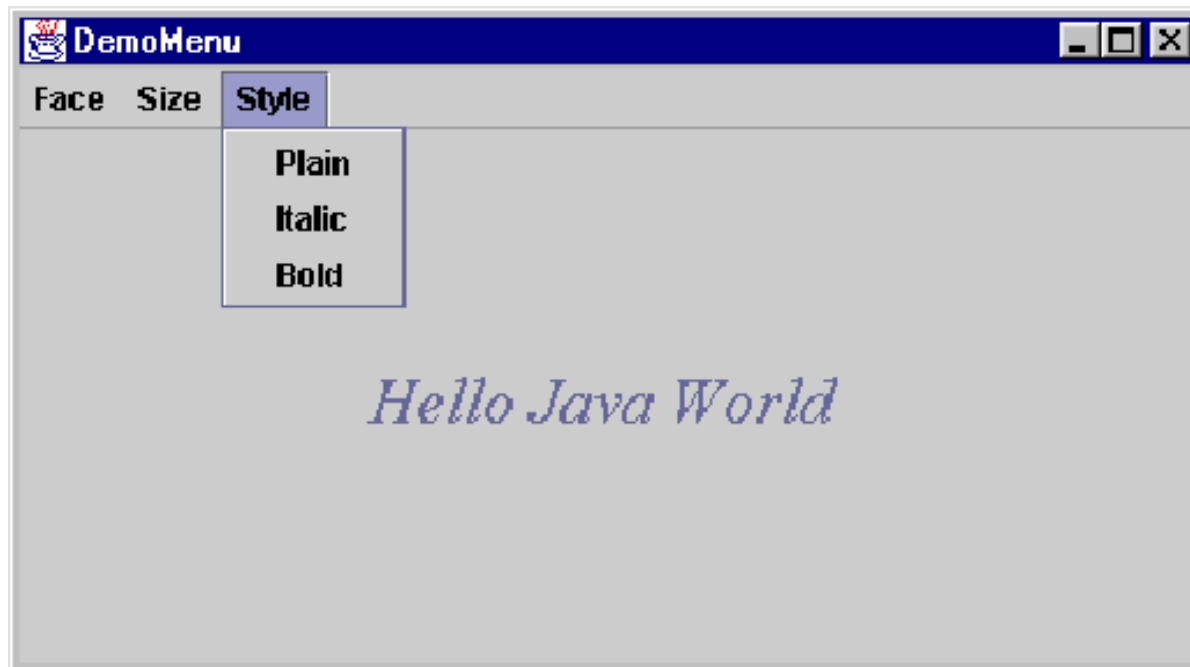 DemoMenu
Face Size Style
Plain
Italic
Bold
Hello Java World